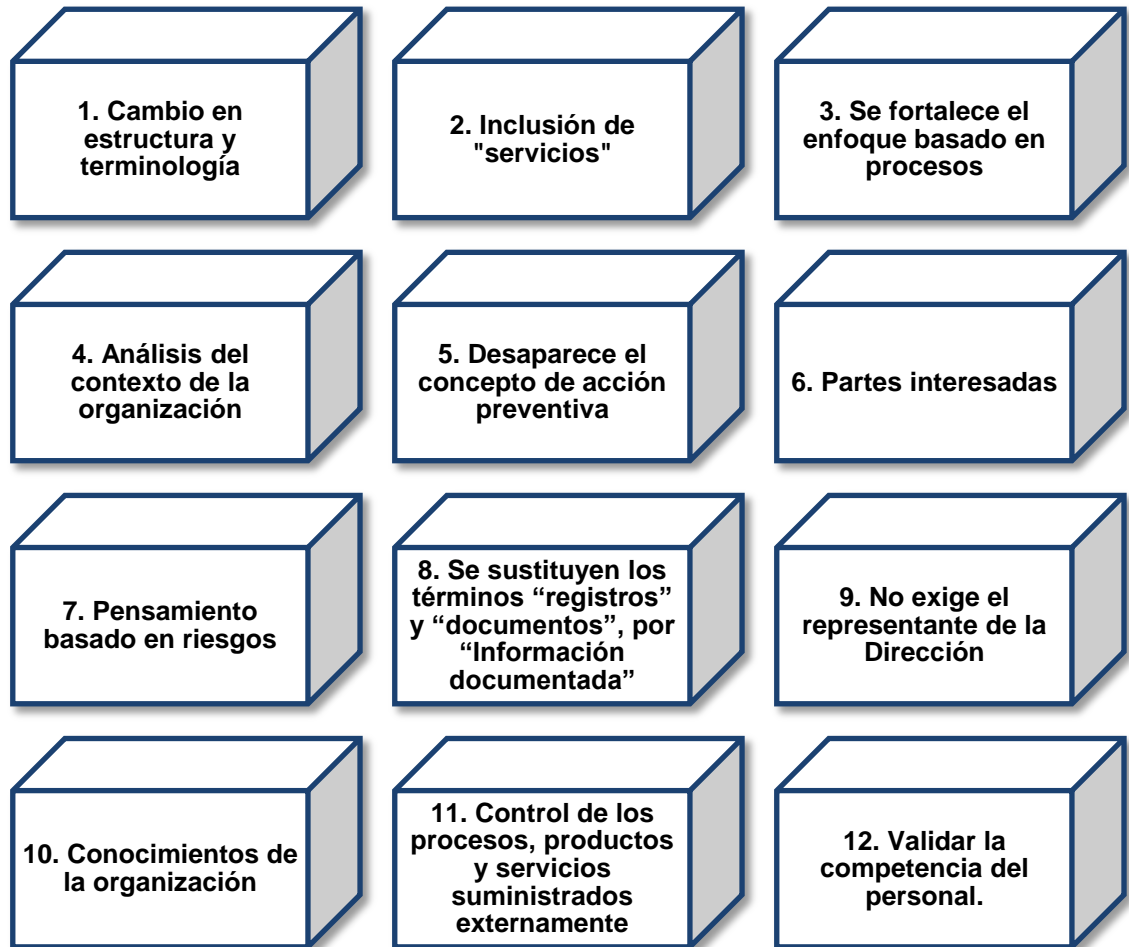 1. Cambio en
estructura y
terminología
2. Inclusión de
"servicios"
3. Se fortalece el
enfoque basado en
procesos
4. Análisis del
contexto de la
organización
5. Desaparece el
concepto de acción
preventiva
6. Partes interesadas
7. Pensamiento
basado en riesgos
8. Se sustituyen los
términos “registros”
y “documentos”, por
“Información
documentada”
9. No exige el
representante de la
Dirección
10. Conocimientos de
la organización
11. Control de los
procesos, productos
y servicios
suministrados
externamente
12. Validar la
competencia del
personal.